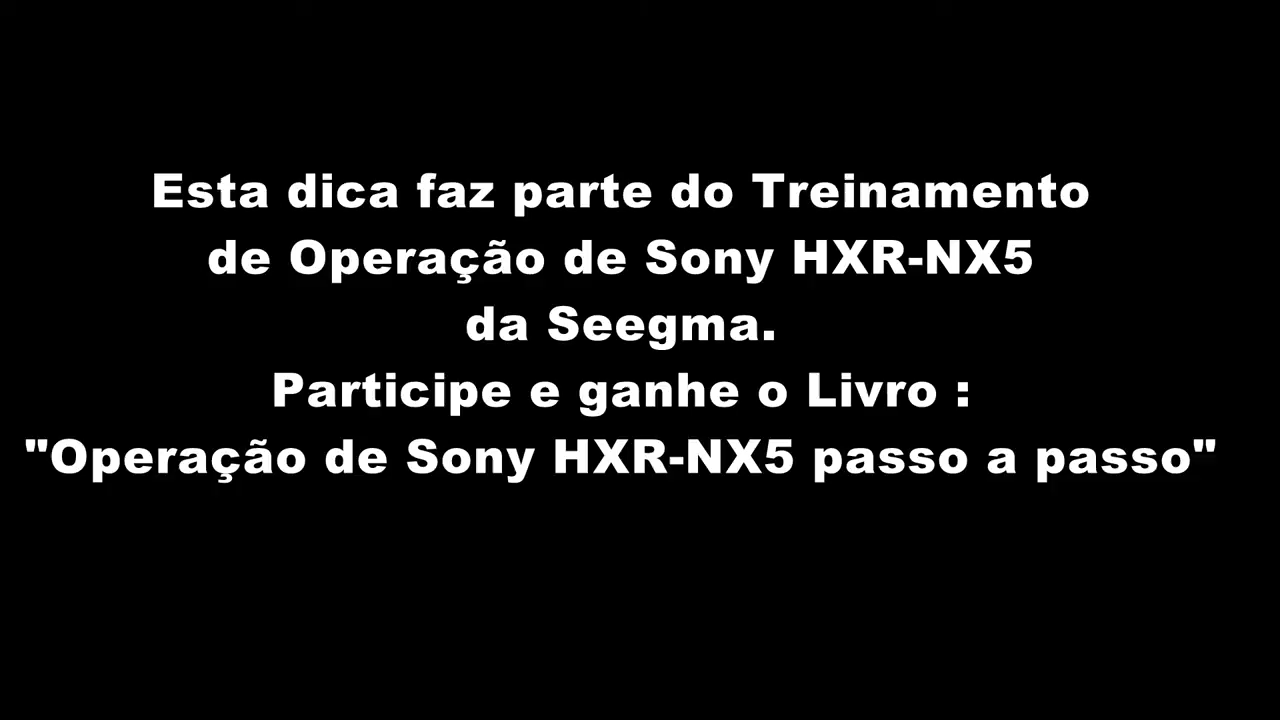 Esta dica faz parte do Treinamento
de Operação de Sony HXR-NX5
da Seegma.
Participe e ganhe o Livro :
"Operação de Sony HXR-NX5 passo a passo"